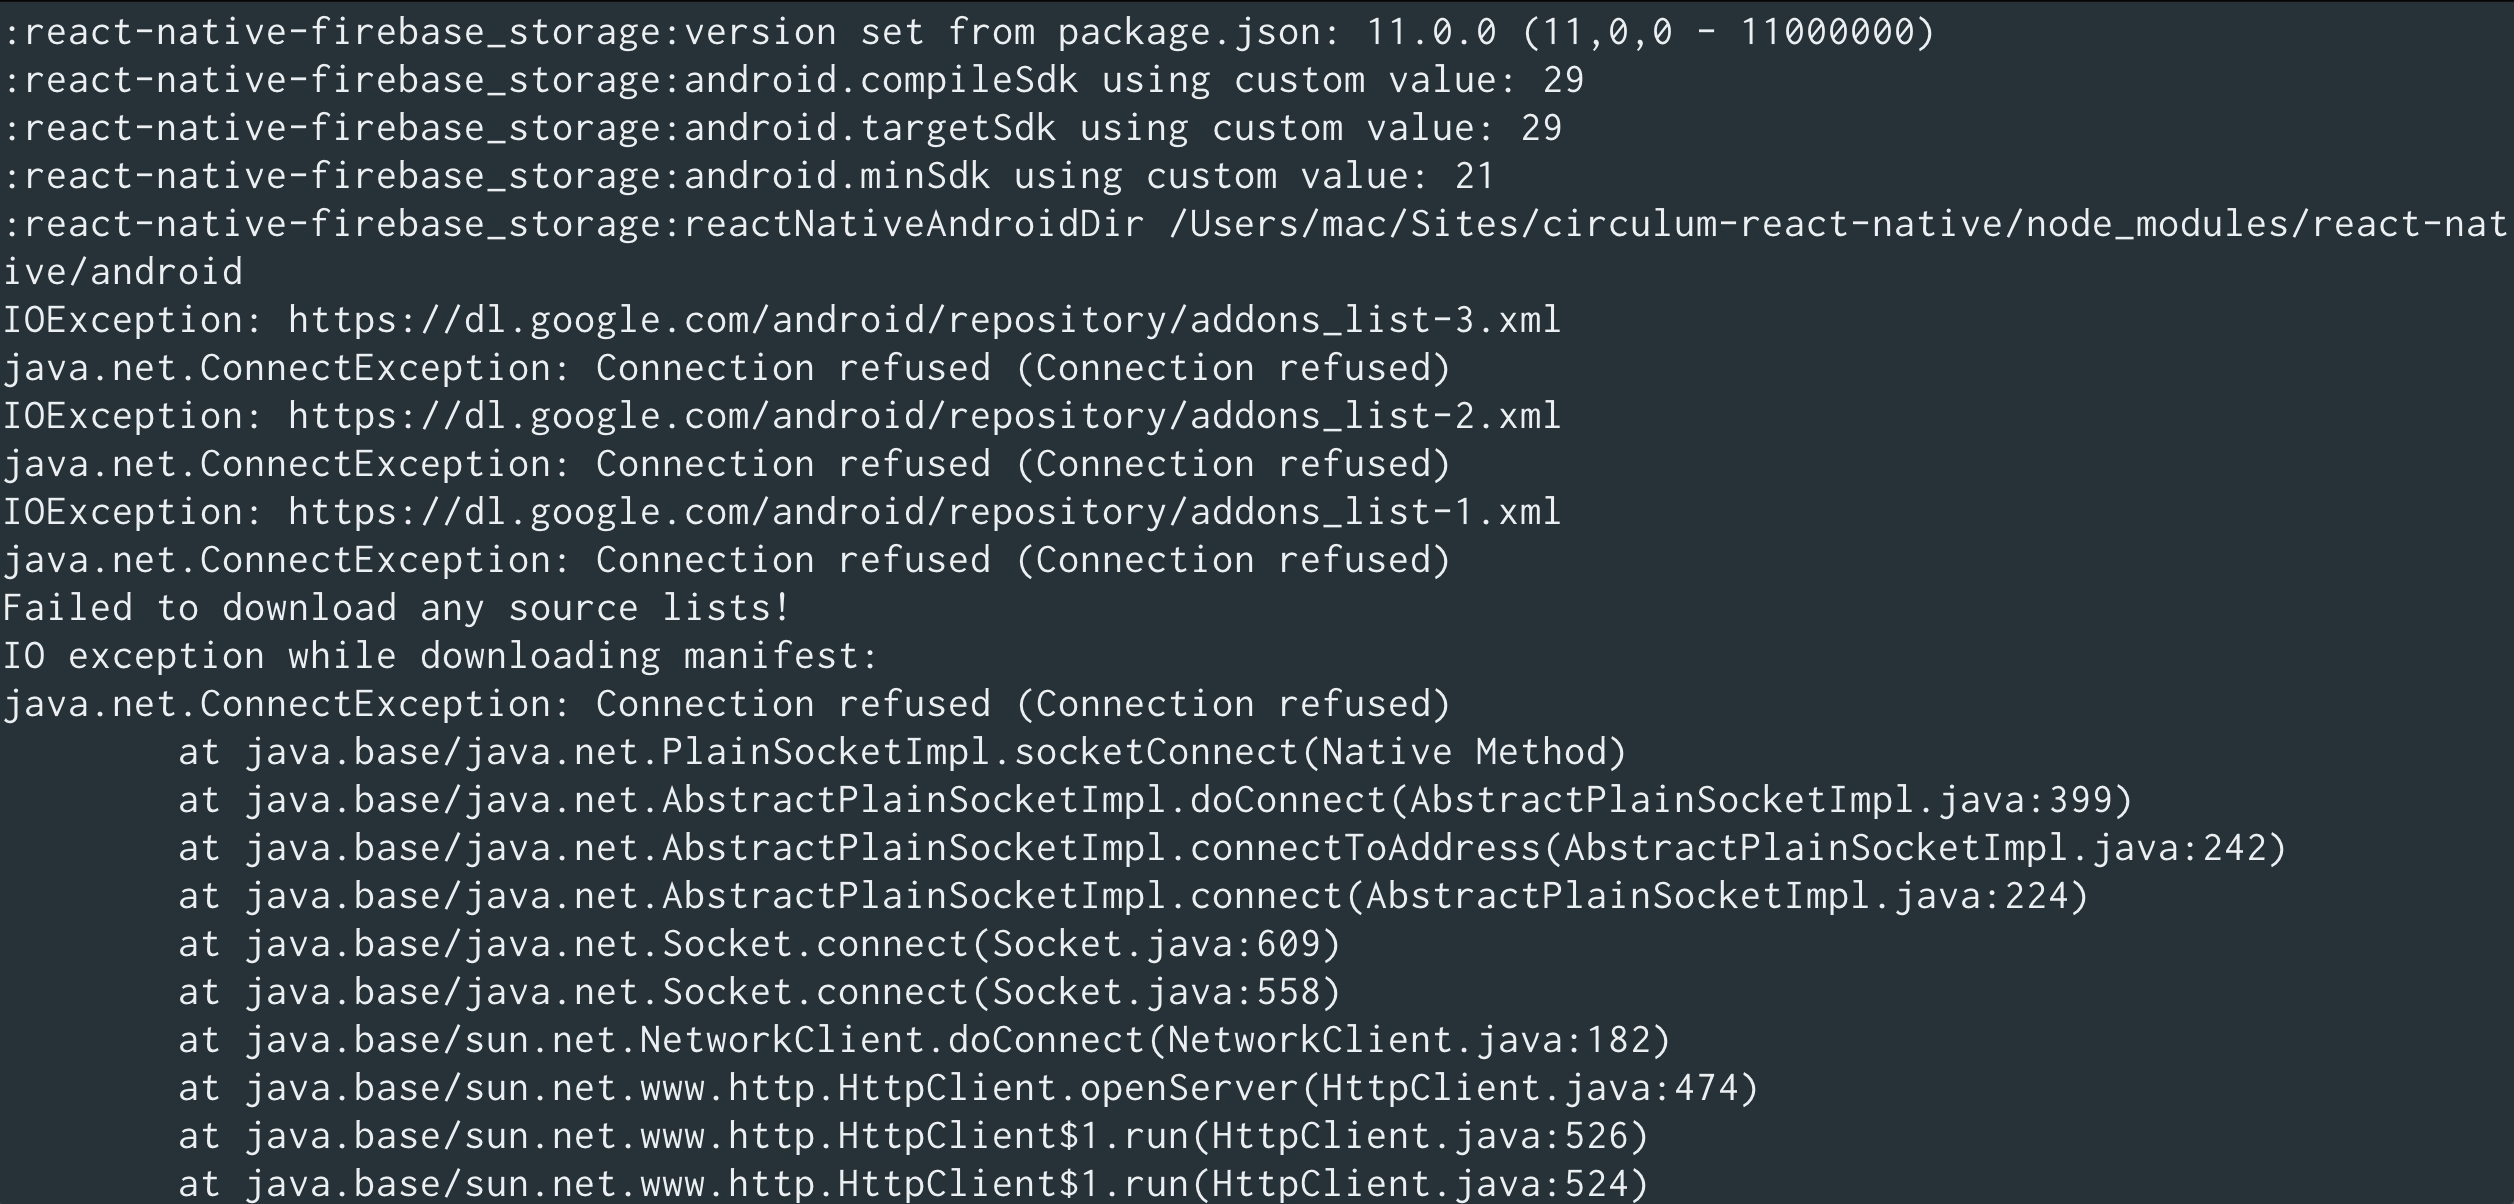 :react-native-firebase_storage:version set from package.json: 11.0.0 (11,0,0 - 11000000)
:react-native-firebase_storage:android.compileSdk using custom value: 29
:react-native-firebase_storage:android.targetSdk using custom value: 29
:react-native-firebase_storage:android.minSdk using custom value: 21
:react-native-firebase_storage:reactNativeAndroidDir /Users/mac/Sites/circulum-react-native/node_modules/react-nat
ive/android
IOException: https://dl.google.com/android/repository/addons_list-3.xml
java.net.ConnectException: Connection refused (Connection refused)
IOException: https://dl.google.com/android/repository/addons_list-2.xml
java.net.ConnectException: Connection refused (Connection refused)
IOException: https://dl.google.com/android/repository/addons_list-1.xml
java.net.ConnectException: Connection refused (Connection refused)
Failed to download any source lists!
IO exception while downloading manifest:
java.net.ConnectException: Connection refused (Connection refused)
        at java.base/java.net.PlainSocketImpl.socketConnect(Native Method)
        at java.base/java.net.AbstractPlainSocketImpl.doConnect(AbstractPlainSocketImpl.java:399)
        at java.base/java.net.AbstractPlainSocketImpl.connectToAddress(AbstractPlainSocketImpl.java:242)
        at java.base/java.net.AbstractPlainSocketImpl.connect(AbstractPlainSocketImpl.java:224)
        at java.base/java.net.Socket.connect(Socket.java:609)
        at java.base/java.net.Socket.connect(Socket.java:558)
        at java.base/sun.net.NetworkClient.doConnect(NetworkClient.java:182)
        at java.base/sun.net.www.http.HttpClient.openServer(HttpClient.java:474)
        at java.base/sun.net.www.http.HttpClient$1.run(HttpClient.java:526)
        at java.base/sun.net.www.http.HttpClient$1.run(HttpClient.java:524)